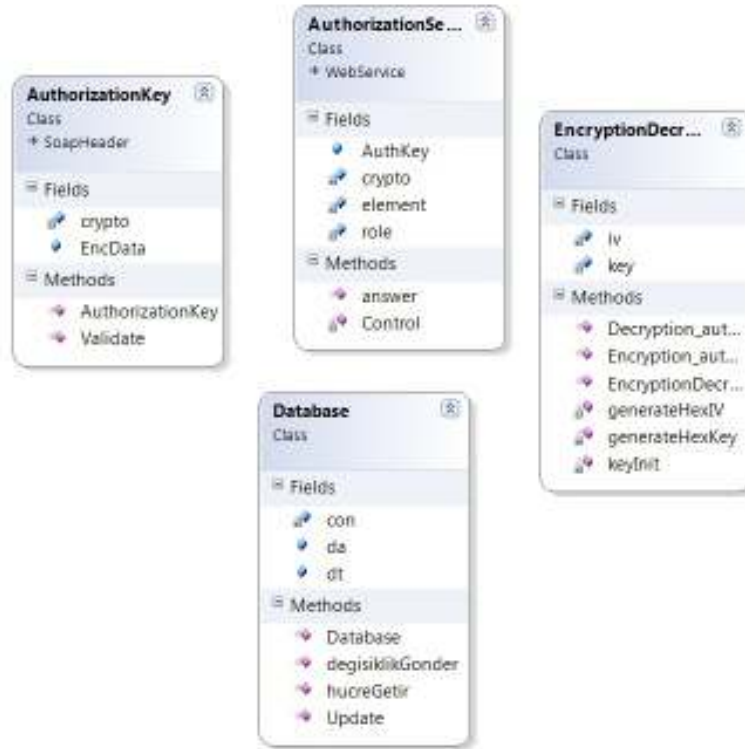 AuthorizationKey
Class
SoapHeader
Fields
crypto
EncData
Methods
AuthorizationKey
Validate
AuthorizationSe...
Class
WebService
Fields
AuthKey
crypto
element
role
Methods
answer
Control
EncryptionDecr...
Class
Fields
iv
key
Methods
Decryption_aut...
Encryption_aut...
EncryptionDecr...
generateHexIV
generateHexKey
keyInit
Database
Class
Fields
con
da
dt
Methods
Database
degisiklikGonder
hucreGetir
Update